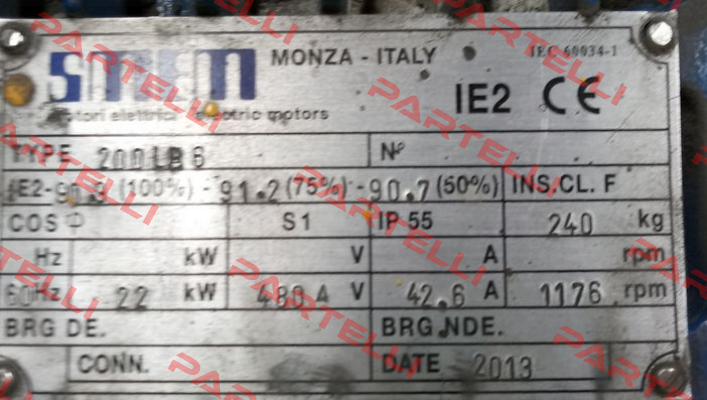 MONZA - ITALY IEC 60034-1
SMEM
IE2 CE
motori elettrici electric motors
TYPE 200LB6 Nº
IE2- (100%) - 91.2 (75%) - 90.7 (50%) INS.CL. F
COS Φ S1 IP 55 240 kg
Hz kW V A rpm
60Hz 22 kW V 42.6 A 1176 rpm
BRG DE. BRG NDE.
CONN. DATE 2013
PARTELLI
PARTELLI
PARTELLI
PARTELLI
PARTELLI
PARTELLI